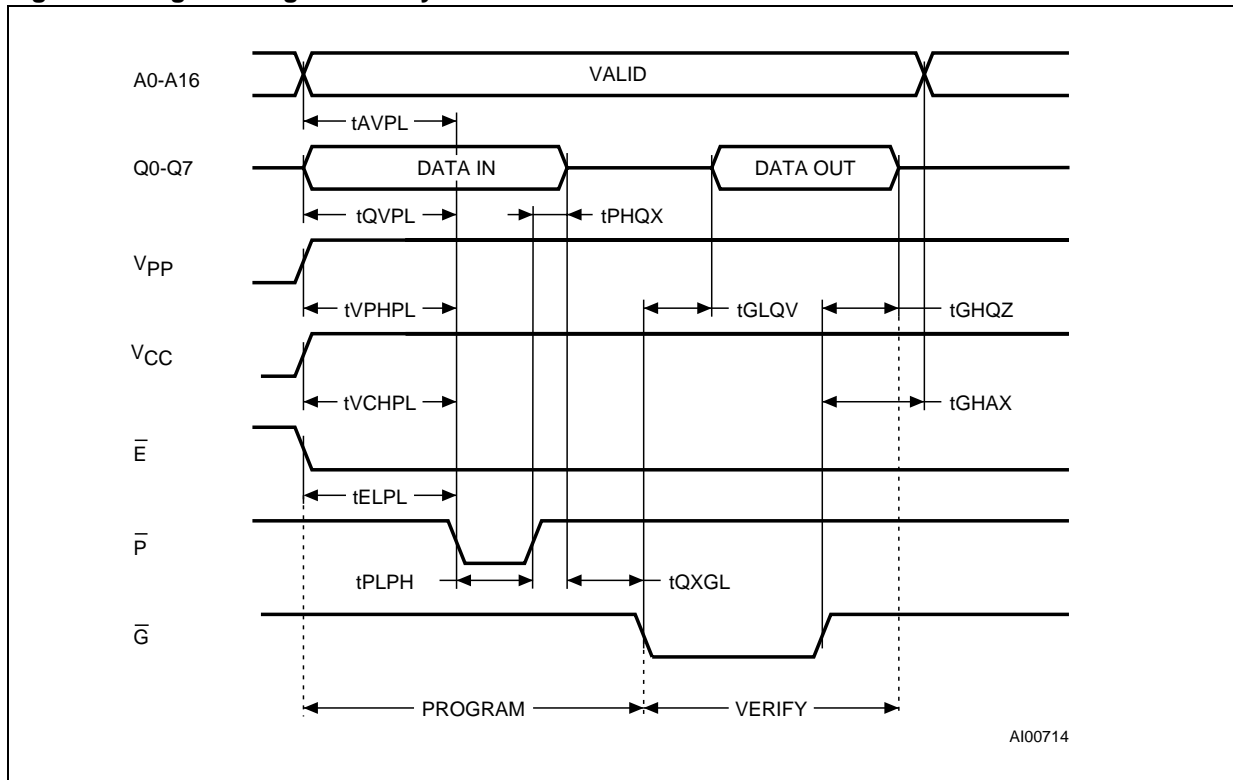 A0-A16
VALID
tAVPL
Q0-Q7
DATA IN
DATA OUT
tQVPL
tPHQX
VPP
tVPHPL
tGLQV
tGHQZ
VCC
tVCHPL
tGHAX
E̅
tELPL
P̅
tPLPH
tQXGL
G̅
PROGRAM
VERIFY
AI00714